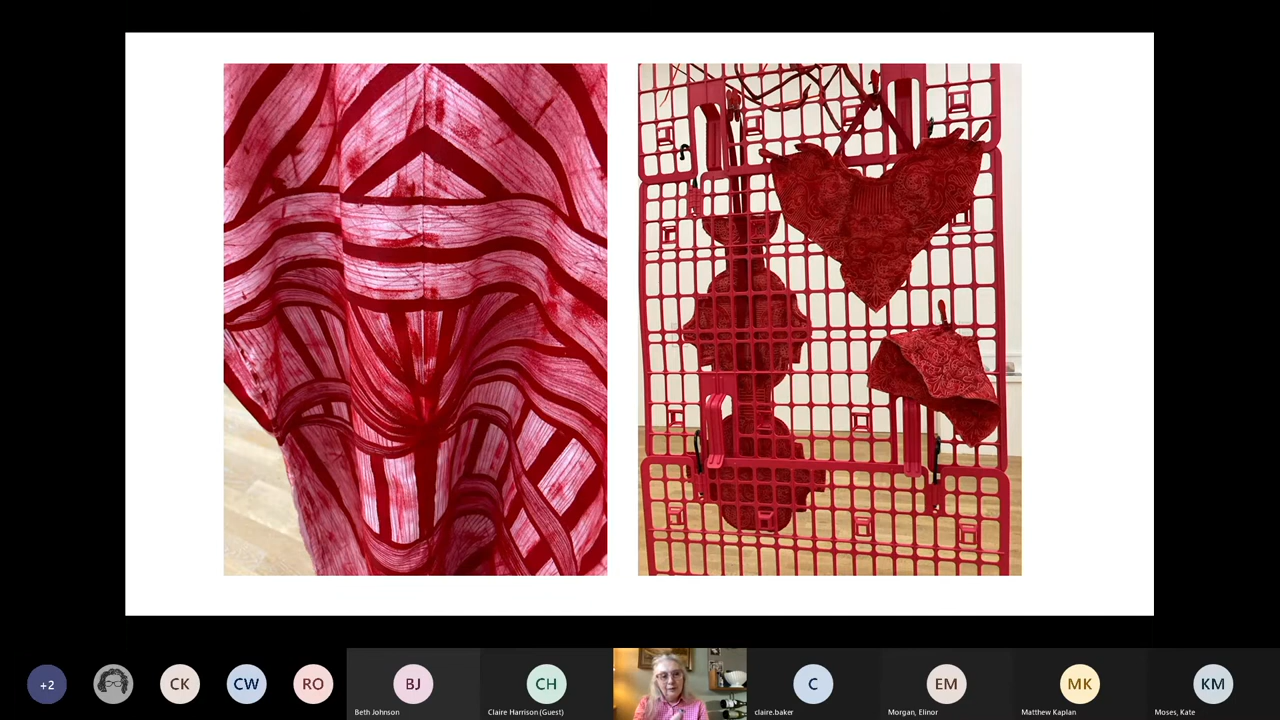 +2
CK
CW
RO
BJ
Beth Johnson
CH
Claire Harrison (Guest)
C
claire.baker
EM
Morgan, Elinor
MK
Matthew Kaplan
KM
Moses, Kate